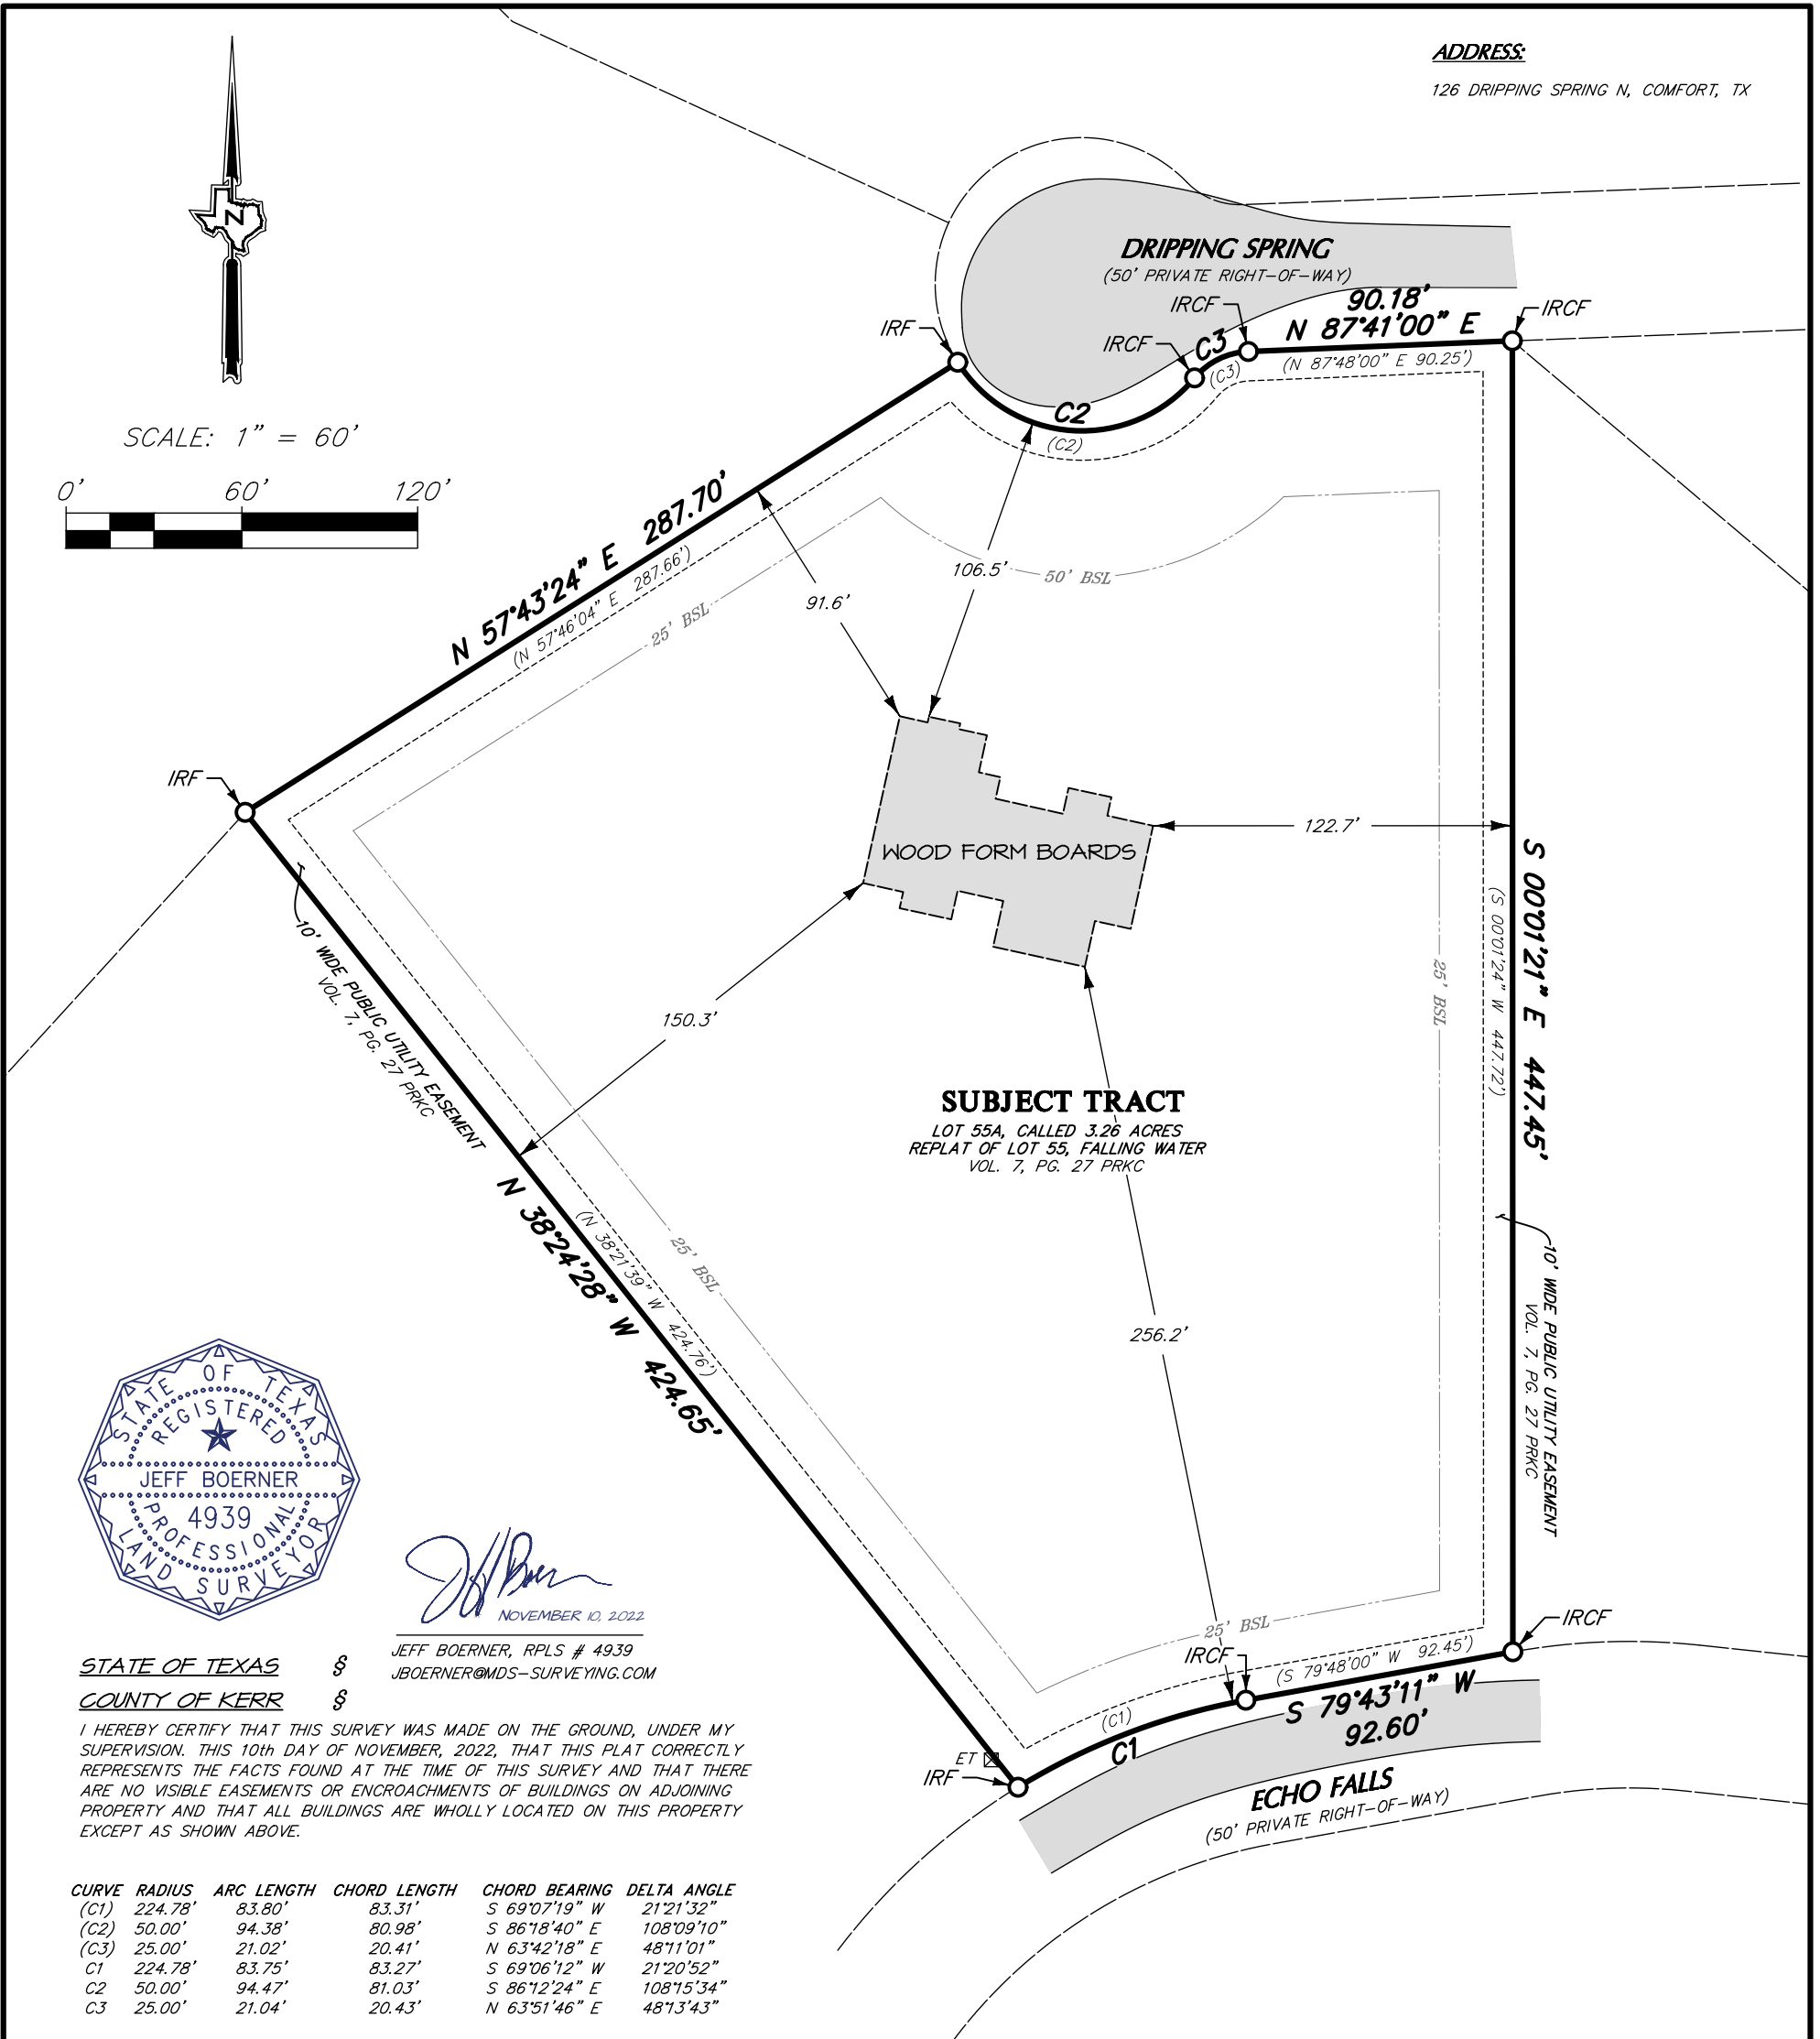 ADDRESS:
126 DRIPPING SPRING N, COMFORT, TX
N
SCALE: 1" = 60'
0' 60' 120'
DRIPPING SPRING
(50' PRIVATE RIGHT-OF-WAY)
IRCF
90.18'
N 87°41'00" E
(N 87°48'00" E 90.25')
IRCF
IRF
IRCF
C3
(C3)
C2
(C2)
N 57°43'24" E 287.70'
(N 57°46'04" E 287.66')
25' BSL
91.6'
106.5'
50' BSL
IRF
WOOD FORM BOARDS
122.7'
S 00°01'21" E 447.45'
(S 00°01'24" W 447.72')
25' BSL
10' WIDE PUBLIC UTILITY EASEMENT
VOL. 7, PG. 27 PRKC
150.3'
SUBJECT TRACT
LOT 55A, CALLED 3.26 ACRES
REPLAT OF LOT 55, FALLING WATER
VOL. 7, PG. 27 PRKC
N 38°24'28" W 424.65'
(N 38°21'39" W 424.76')
25' BSL
256.2'
10' WIDE PUBLIC UTILITY EASEMENT
VOL. 7, PG. 27 PRKC
STATE OF TEXAS
REGISTERED
JEFF BOERNER
4939
PROFESSIONAL
LAND SURVEYOR
NOVEMBER 10, 2022
JEFF BOERNER, RPLS # 4939
JBOERNER@MDS-SURVEYING.COM
25' BSL
IRCF
IRCF
(S 79°48'00" W 92.45')
S 79°43'11" W
92.60'
(C1)
C1
ET
IRF
ECHO FALLS
(50' PRIVATE RIGHT-OF-WAY)
STATE OF TEXAS §
COUNTY OF KERR §
I HEREBY CERTIFY THAT THIS SURVEY WAS MADE ON THE GROUND, UNDER MY
SUPERVISION. THIS 10th DAY OF NOVEMBER, 2022, THAT THIS PLAT CORRECTLY
REPRESENTS THE FACTS FOUND AT THE TIME OF THIS SURVEY AND THAT THERE
ARE NO VISIBLE EASEMENTS OR ENCROACHMENTS OF BUILDINGS ON ADJOINING
PROPERTY AND THAT ALL BUILDINGS ARE WHOLLY LOCATED ON THIS PROPERTY
EXCEPT AS SHOWN ABOVE.
CURVE RADIUS ARC LENGTH CHORD LENGTH CHORD BEARING DELTA ANGLE
(C1) 224.78' 83.80' 83.31' S 69°07'19" W 21°21'32"
(C2) 50.00' 94.38' 80.98' S 86°18'40" E 108°09'10"
(C3) 25.00' 21.02' 20.41' N 63°42'18" E 48°11'01"
C1 224.78' 83.75' 83.27' S 69°06'12" W 21°20'52"
C2 50.00' 94.47' 81.03' S 86°12'24" E 108°15'34"
C3 25.00' 21.04' 20.43' N 63°51'46" E 48°13'43"